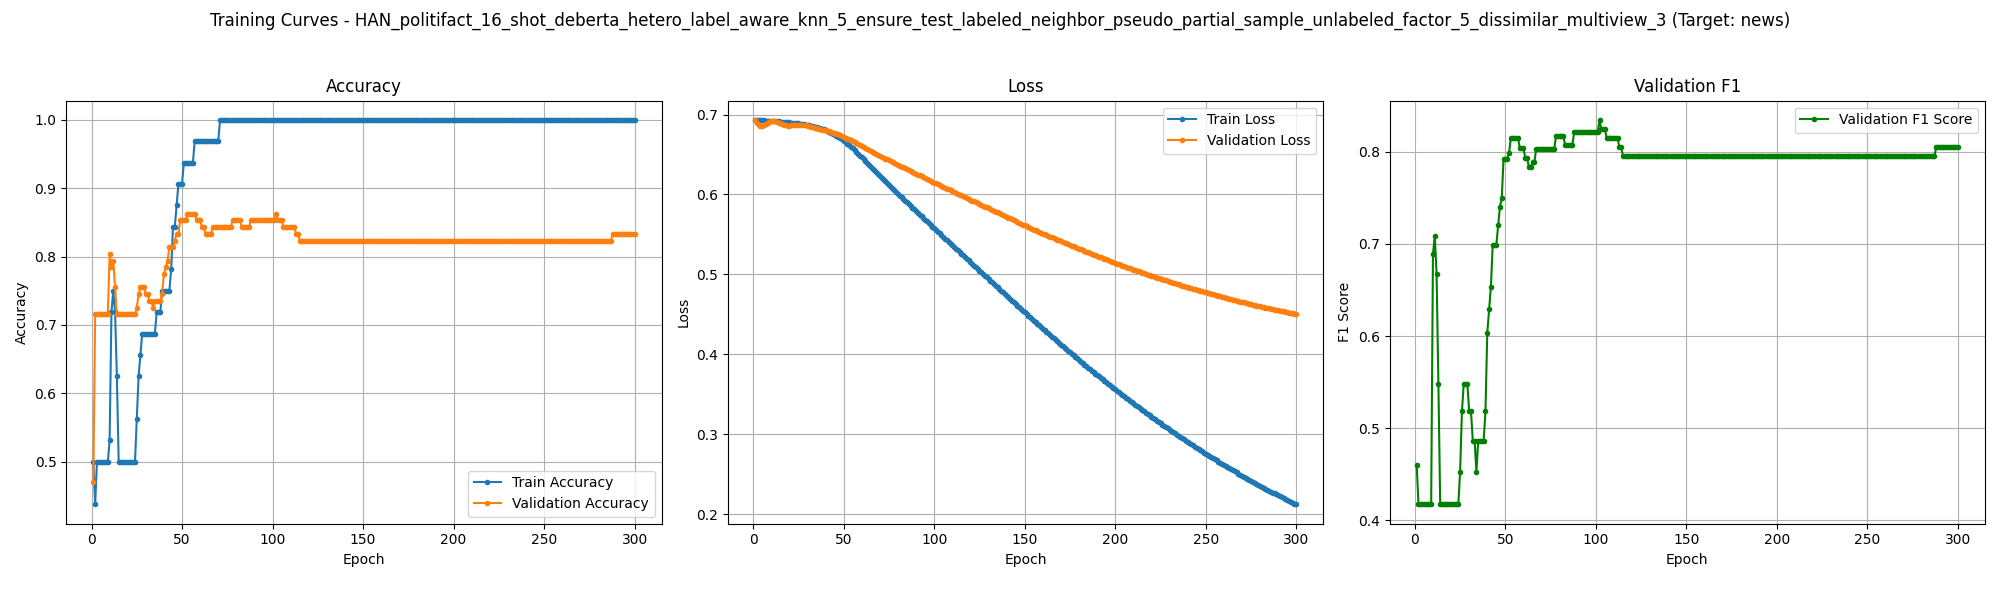 Training Curves - HAN_politifact_16_shot_deberta_hetero_label_aware_knn_5_ensure_test_labeled_neighbor_pseudo_partial_sample_unlabeled_factor_5_dissimilar_multiview_3 (Target: news)
Accuracy
1.0
0.9
0.8
0.7
0.6
0.5
Accuracy
Train Accuracy
Validation Accuracy
0 50 100 150 200 250 300
Epoch
Loss
0.7
0.6
0.5
0.4
0.3
0.2
Loss
Train Loss
Validation Loss
0 50 100 150 200 250 300
Epoch
Validation F1
0.8
0.7
0.6
0.5
0.4
F1 Score
Validation F1 Score
0 50 100 150 200 250 300
Epoch